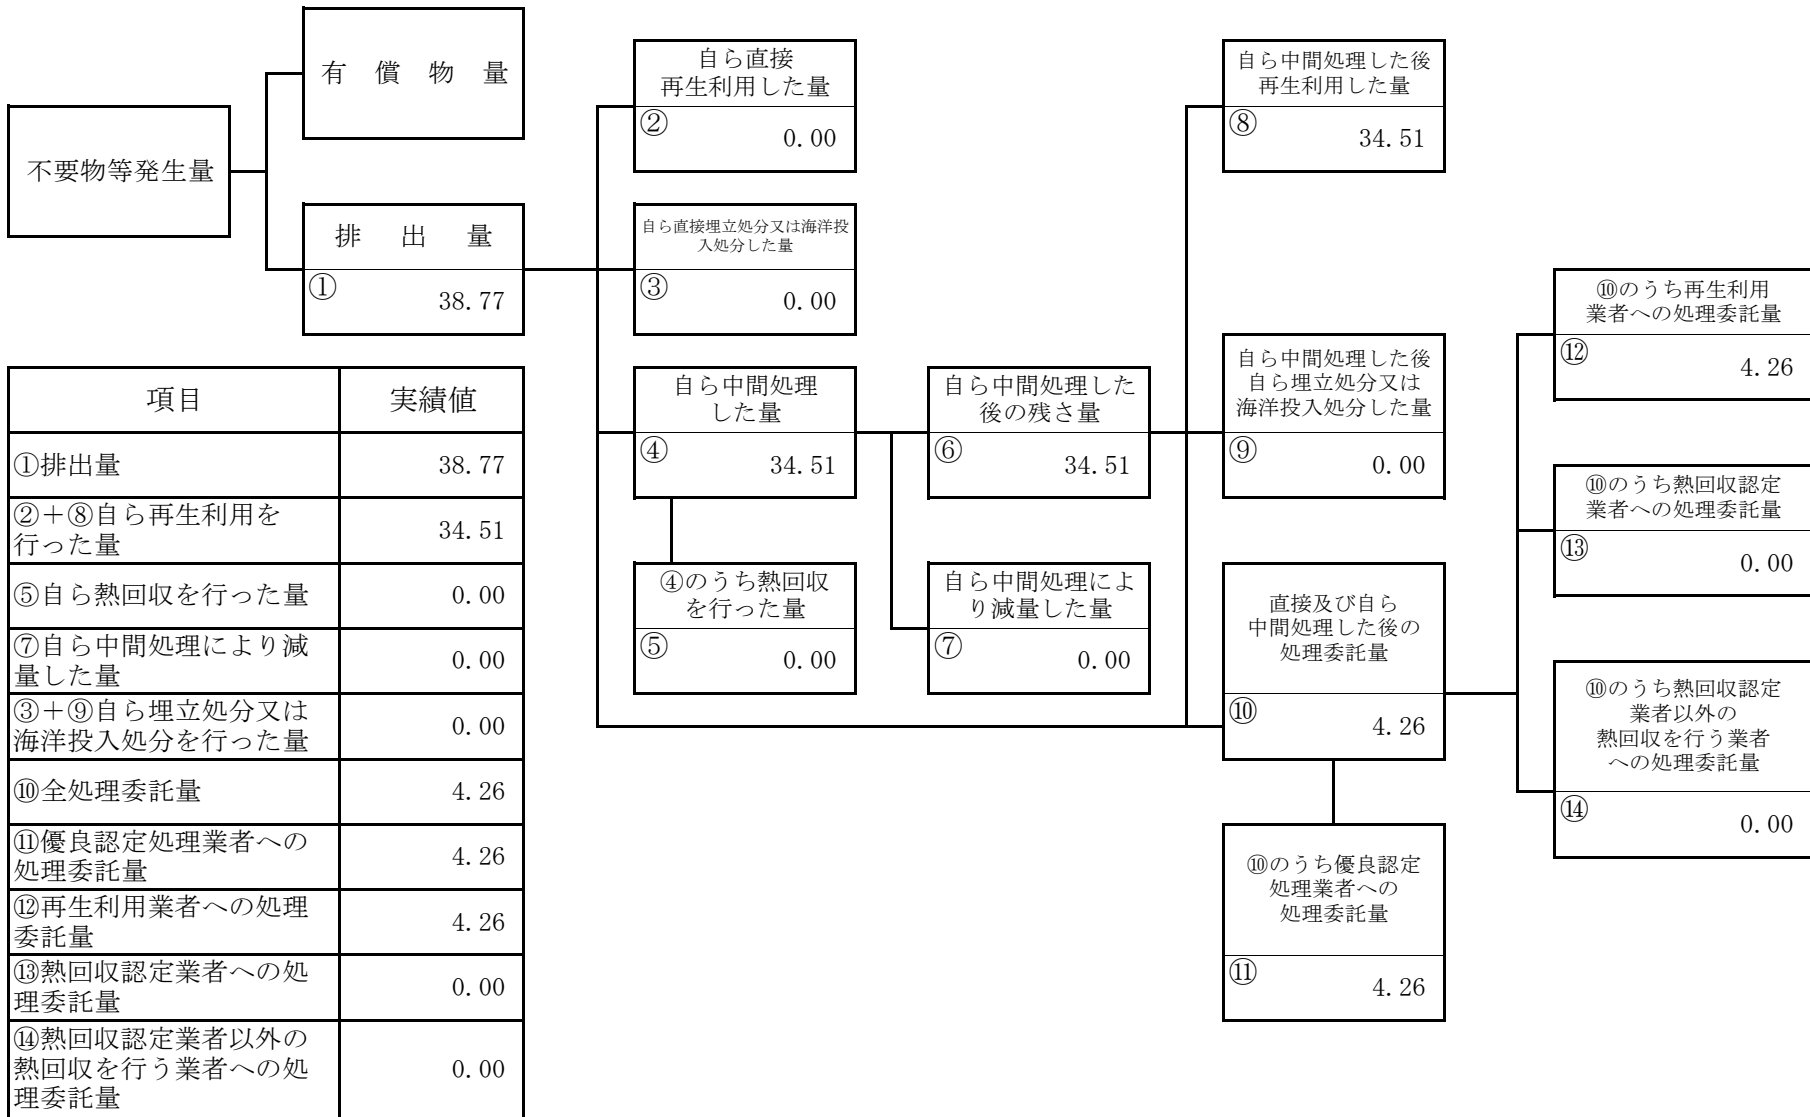 有償物量
不要物等発生量
排出量
①
38.77
自ら直接
再生利用した量
②
0.00
自ら直接埋立処分又は海洋投
入処分した量
③
0.00
自ら中間処理
した量
④
34.51
④のうち熱回収
を行った量
⑤
0.00
自ら中間処理した
後の残さ量
⑥
34.51
自ら中間処理によ
り減量した量
⑦
0.00
自ら中間処理した後
再生利用した量
⑧
34.51
自ら中間処理した後
自ら埋立処分又は
海洋投入処分した量
⑨
0.00
直接及び自ら
中間処理した後の
処理委託量
⑩
4.26
⑩のうち優良認定
処理業者への
処理委託量
⑪
4.26
⑩のうち再生利用
業者への処理委託量
⑫
4.26
⑩のうち熱回収認定
業者への処理委託量
⑬
0.00
⑩のうち熱回収認定
業者以外の
熱回収を行う業者
への処理委託量
⑭
0.00
項目 実績値
①排出量 38.77
②+⑧自ら再生利用を
行った量 34.51
⑤自ら熱回収を行った量 0.00
⑦自ら中間処理により減
量した量 0.00
③+⑨自ら埋立処分又は
海洋投入処分を行った量 0.00
⑩全処理委託量 4.26
⑪優良認定処理業者への
処理委託量 4.26
⑫再生利用業者への処理
委託量 4.26
⑬熱回収認定業者への処
理委託量 0.00
⑭熱回収認定業者以外の
熱回収を行う業者への処
理委託量 0.00